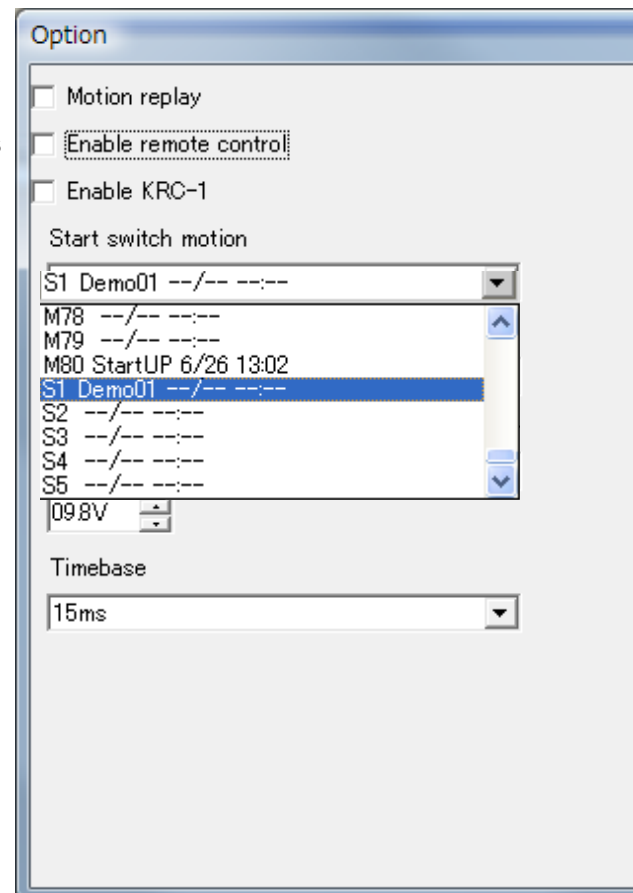 Option
Motion replay
Enable remote control
Enable KRC-1
Start switch motion
S1 Demo01 --/-- --:--
M78 --/-- --:--
M79 --/-- --:--
M80 StartUP 6/26 13:02
S1 Demo01 --/-- --:--
S2 --/-- --:--
S3 --/-- --:--
S4 --/-- --:--
S5 --/-- --:--
09.8V
Timebase
15ms